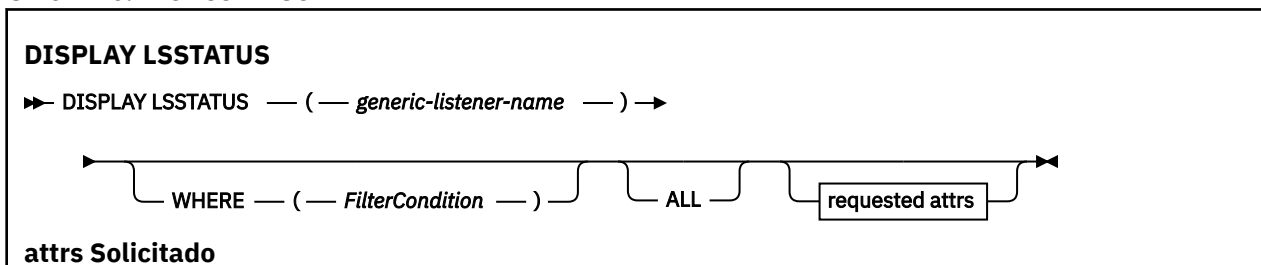 DISPLAY LSSTATUS
DISPLAY LSSTATUS ( generic-listener-name )
WHERE ( FilterCondition ) ALL requested attrs
attrs Solicitado